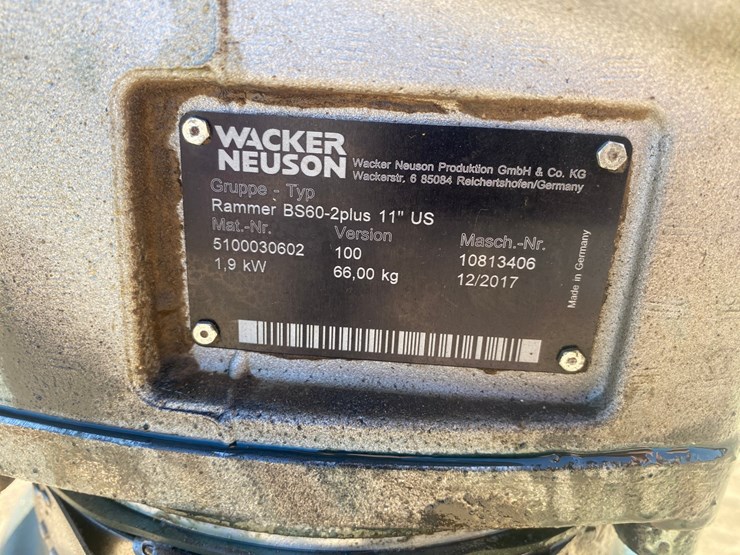 WACKER
NEUSON
Wacker Neuson Produktion GmbH & Co. KG
Wackerstr. 6 85084 Reichertshofen/Germany
Gruppe - Typ
Rammer BS60-2plus 11" US
Mat.-Nr. Version Masch.-Nr.
5100030602 100 10813406
1,9 kW 66,00 kg 12/2017
Made in Germany